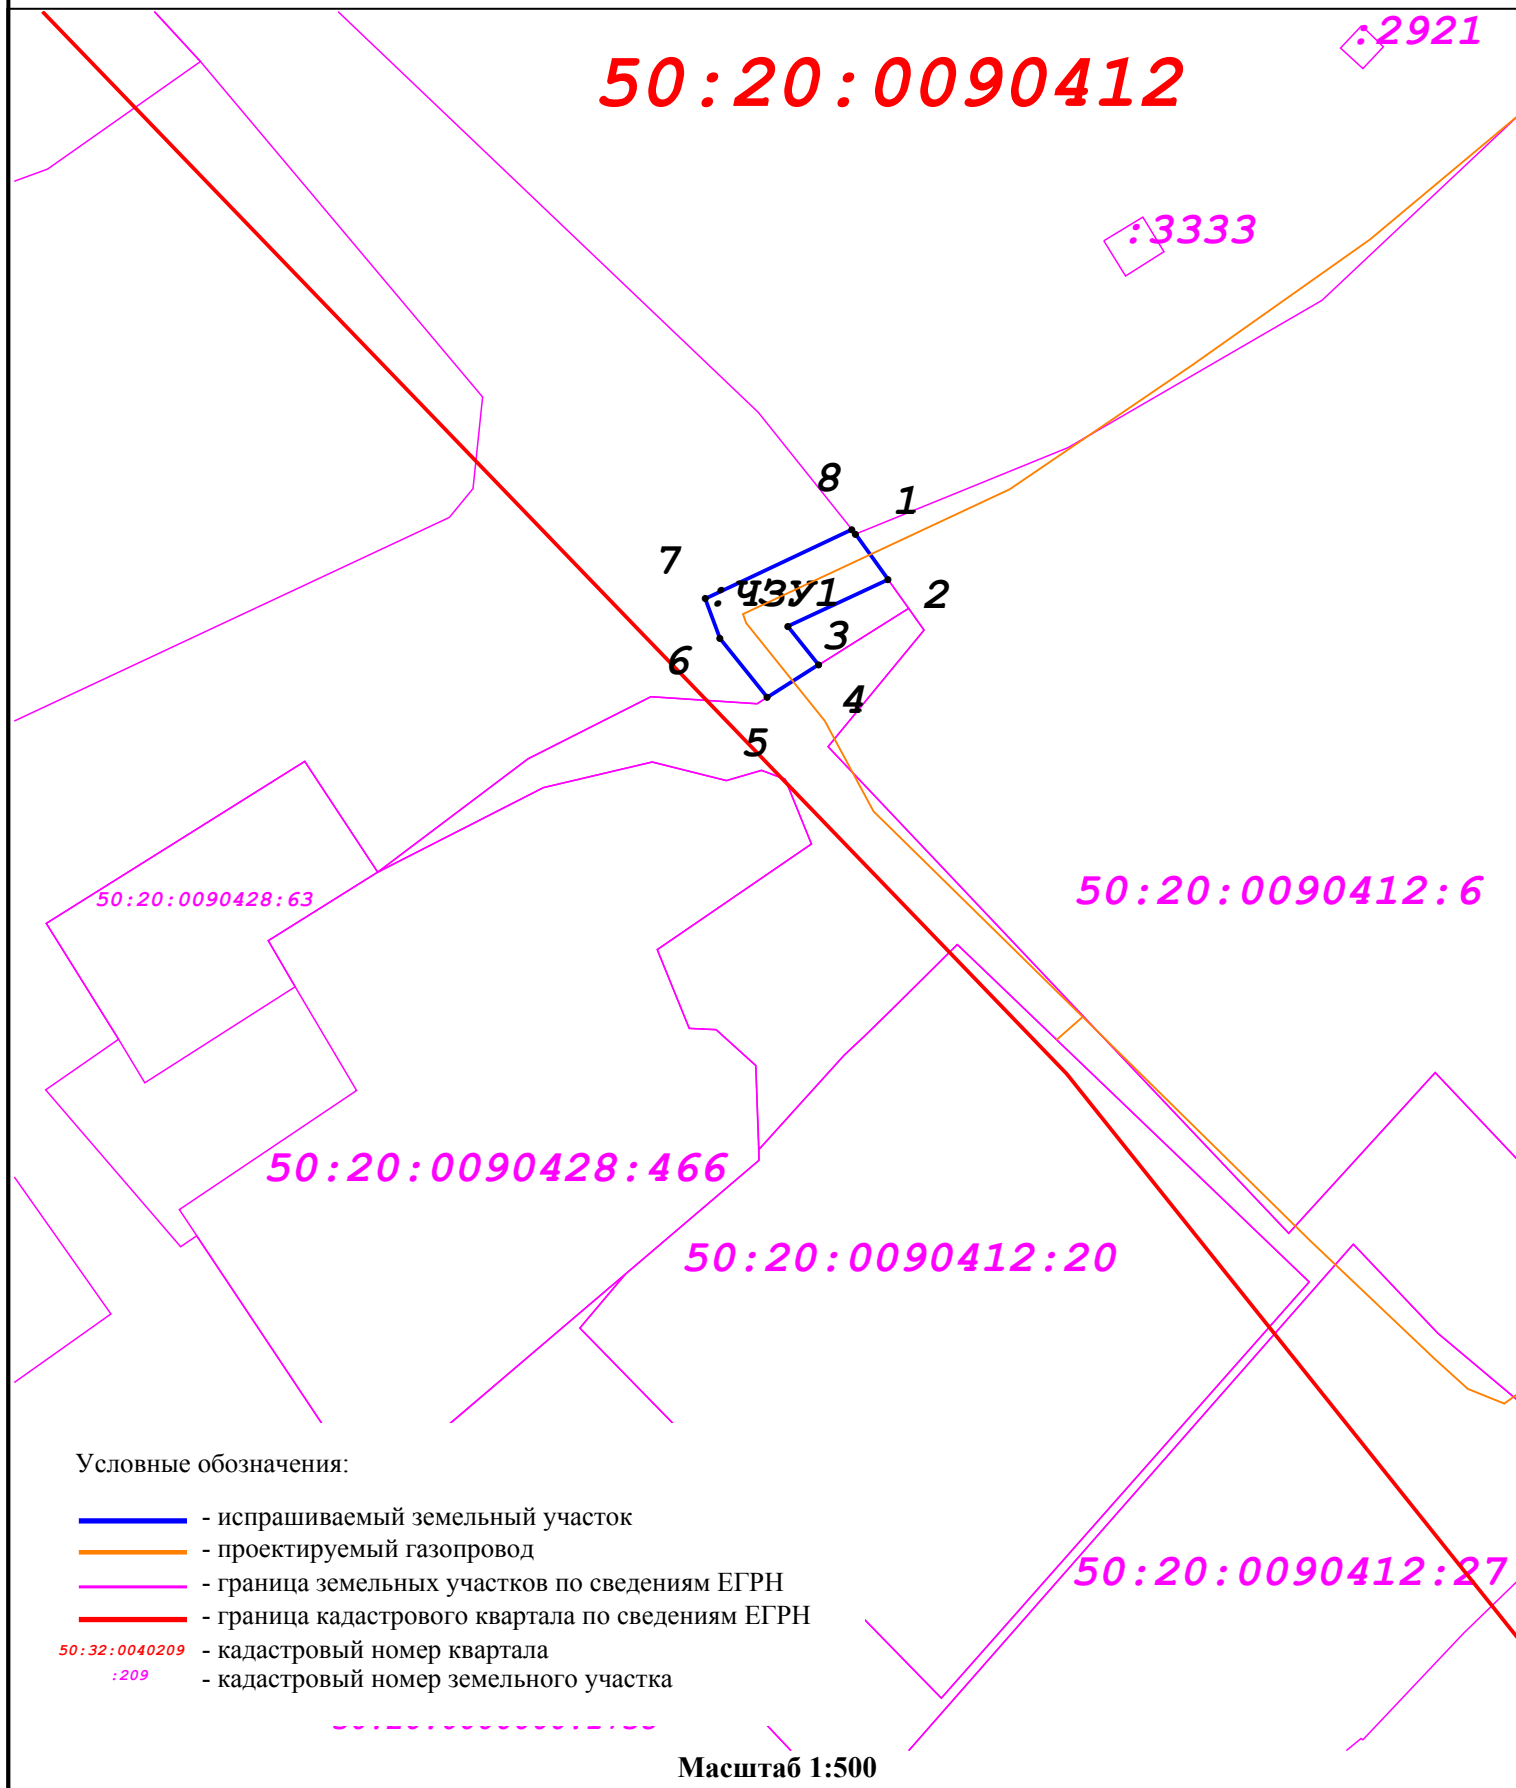 :2921
50:20:0090412
:3333
8
1
7
:ЧЗУ1
2
3
6
4
5
50:20:0090412:6
50:20:0090428:63
50:20:0090428:466
50:20:0090412:20
Условные обозначения:
- испрашиваемый земельный участок
- проектируемый газопровод
50:20:0090412:27
- граница земельных участков по сведениям ЕГРН
- граница кадастрового квартала по сведениям ЕГРН
50:32:0040209 - кадастровый номер квартала
:209 - кадастровый номер земельного участка
Масштаб 1:500